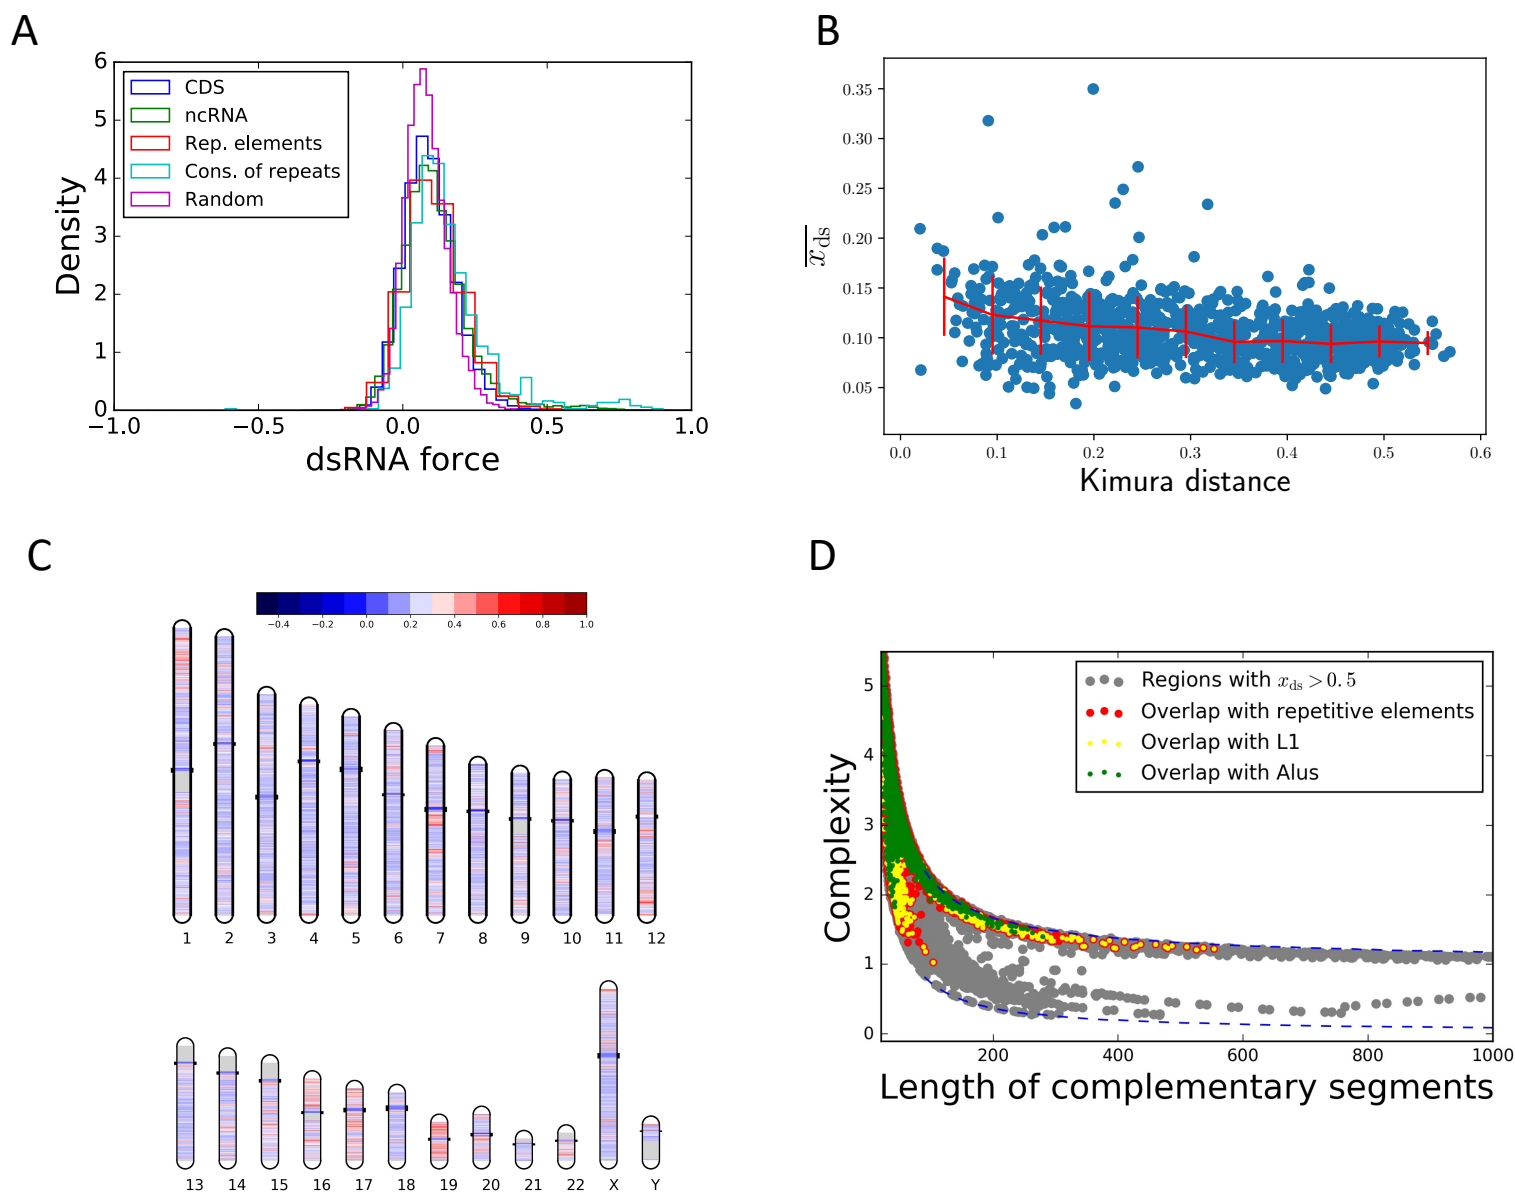 A
6
5
4
3
2
1
0
−1.0 −0.5 0.0 0.5 1.0
Density
dsRNA force
CDS
ncRNA
Rep. elements
Cons. of repeats
Random
B
0.35
0.30
0.25
0.20
0.15
0.10
0.05
0.0 0.1 0.2 0.3 0.4 0.5 0.6
x_ds
Kimura distance
C
−0.4 −0.2 0.0 0.2 0.4 0.6 0.8 1.0
1 2 3 4 5 6 7 8 9 10 11 12
13 14 15 16 17 18 19 20 21 22 X Y
D
5
4
3
2
1
0
200 400 600 800 1000
Complexity
Length of complementary segments
Regions with x_ds > 0.5
Overlap with repetitive elements
Overlap with L1
Overlap with Alus